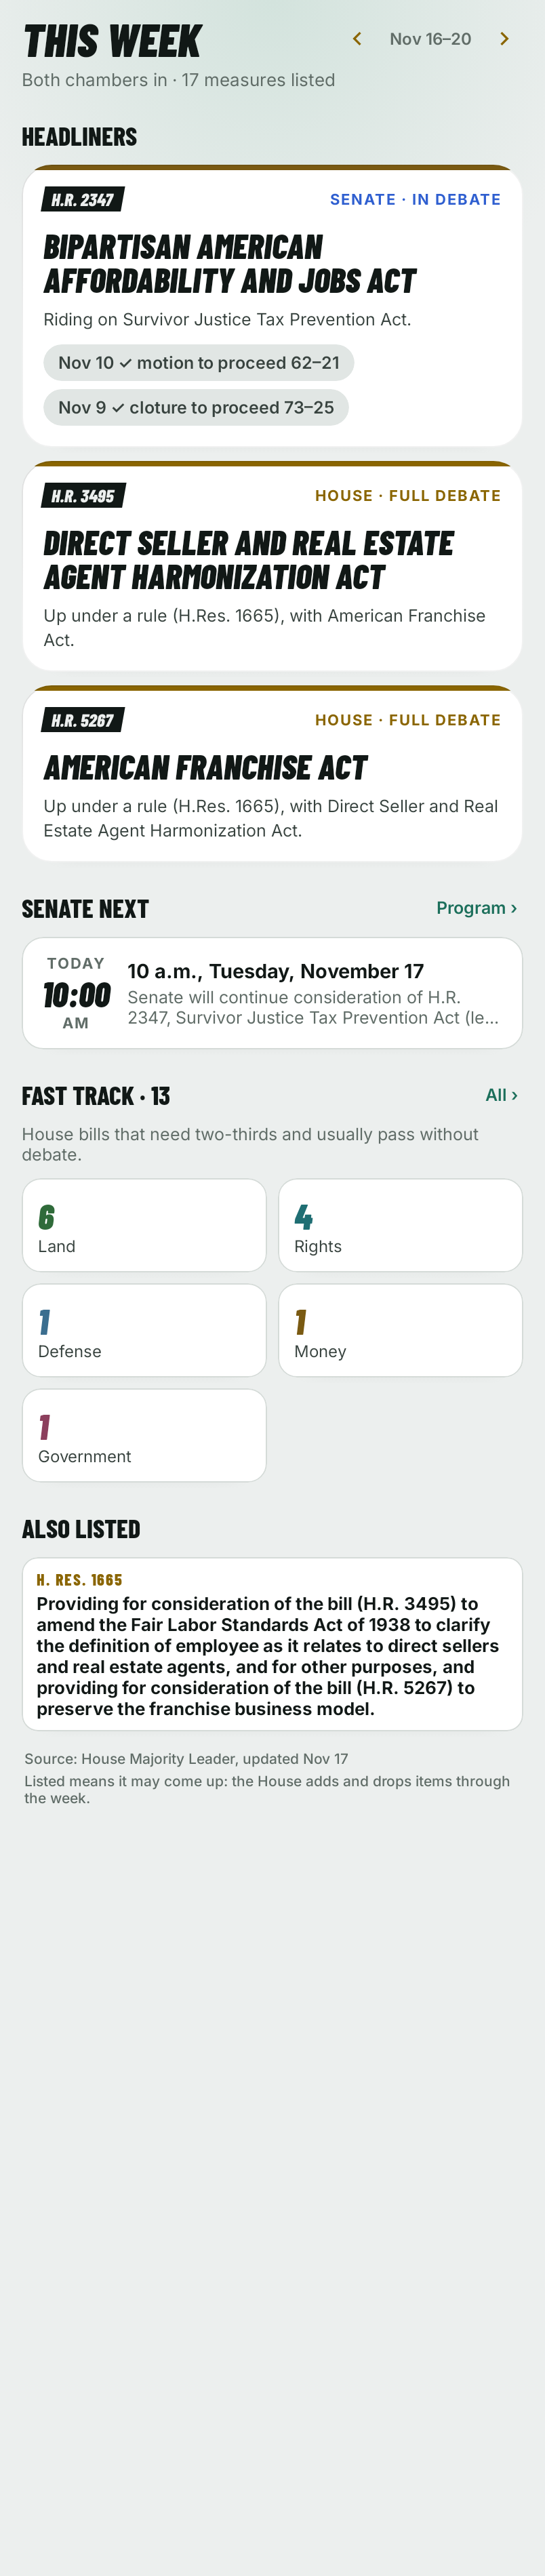 THIS WEEK
Nov 16–20
Both chambers in · 17 measures listed
HEADLINERS
H.R. 2347
SENATE · IN DEBATE
BIPARTISAN AMERICAN
AFFORDABILITY AND JOBS ACT
Riding on Survivor Justice Tax Prevention Act.
Nov 10 ✓ motion to proceed 62–21
Nov 9 ✓ cloture to proceed 73–25
H.R. 3495
HOUSE · FULL DEBATE
DIRECT SELLER AND REAL ESTATE
AGENT HARMONIZATION ACT
Up under a rule (H.Res. 1665), with American Franchise
Act.
H.R. 5267
HOUSE · FULL DEBATE
AMERICAN FRANCHISE ACT
Up under a rule (H.Res. 1665), with Direct Seller and Real
Estate Agent Harmonization Act.
SENATE NEXT
Program ›
TODAY
10:00
AM
10 a.m., Tuesday, November 17
Senate will continue consideration of H.R.
2347, Survivor Justice Tax Prevention Act (le...
FAST TRACK · 13
All ›
House bills that need two-thirds and usually pass without
debate.
6
Land
4
Rights
1
Defense
1
Money
1
Government
ALSO LISTED
H. RES. 1665
Providing for consideration of the bill (H.R. 3495) to
amend the Fair Labor Standards Act of 1938 to clarify
the definition of employee as it relates to direct sellers
and real estate agents, and for other purposes, and
providing for consideration of the bill (H.R. 5267) to
preserve the franchise business model.
Source: House Majority Leader, updated Nov 17
Listed means it may come up: the House adds and drops items through
the week.